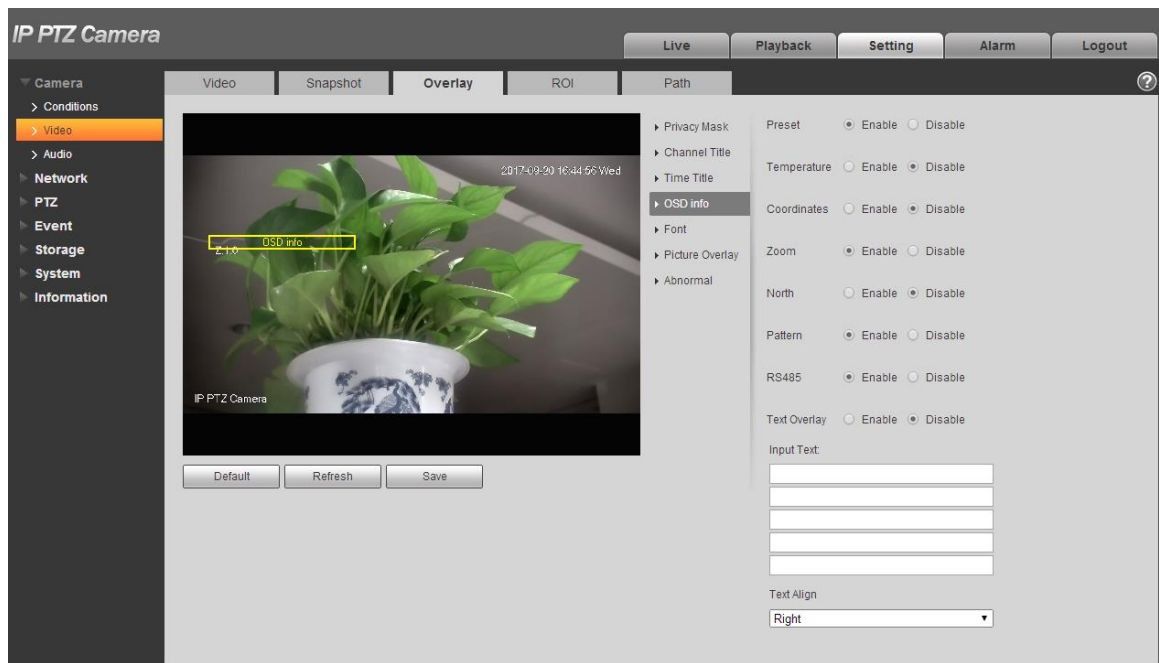 IP PTZ Camera
Live Playback Setting Alarm Logout
Camera
Conditions
Video
Audio
Network
PTZ
Event
Storage
System
Information
Video Snapshot Overlay ROI Path
?
2017-09-20 16:44:56 Wed
OSD info
Z:1.0
IP PTZ Camera
Default Refresh Save
Privacy Mask
Channel Title
Time Title
OSD info
Font
Picture Overlay
Abnormal
Preset Enable Disable
Temperature Enable Disable
Coordinates Enable Disable
Zoom Enable Disable
North Enable Disable
Pattern Enable Disable
RS485 Enable Disable
Text Overlay Enable Disable
Input Text:
Text Align
Right